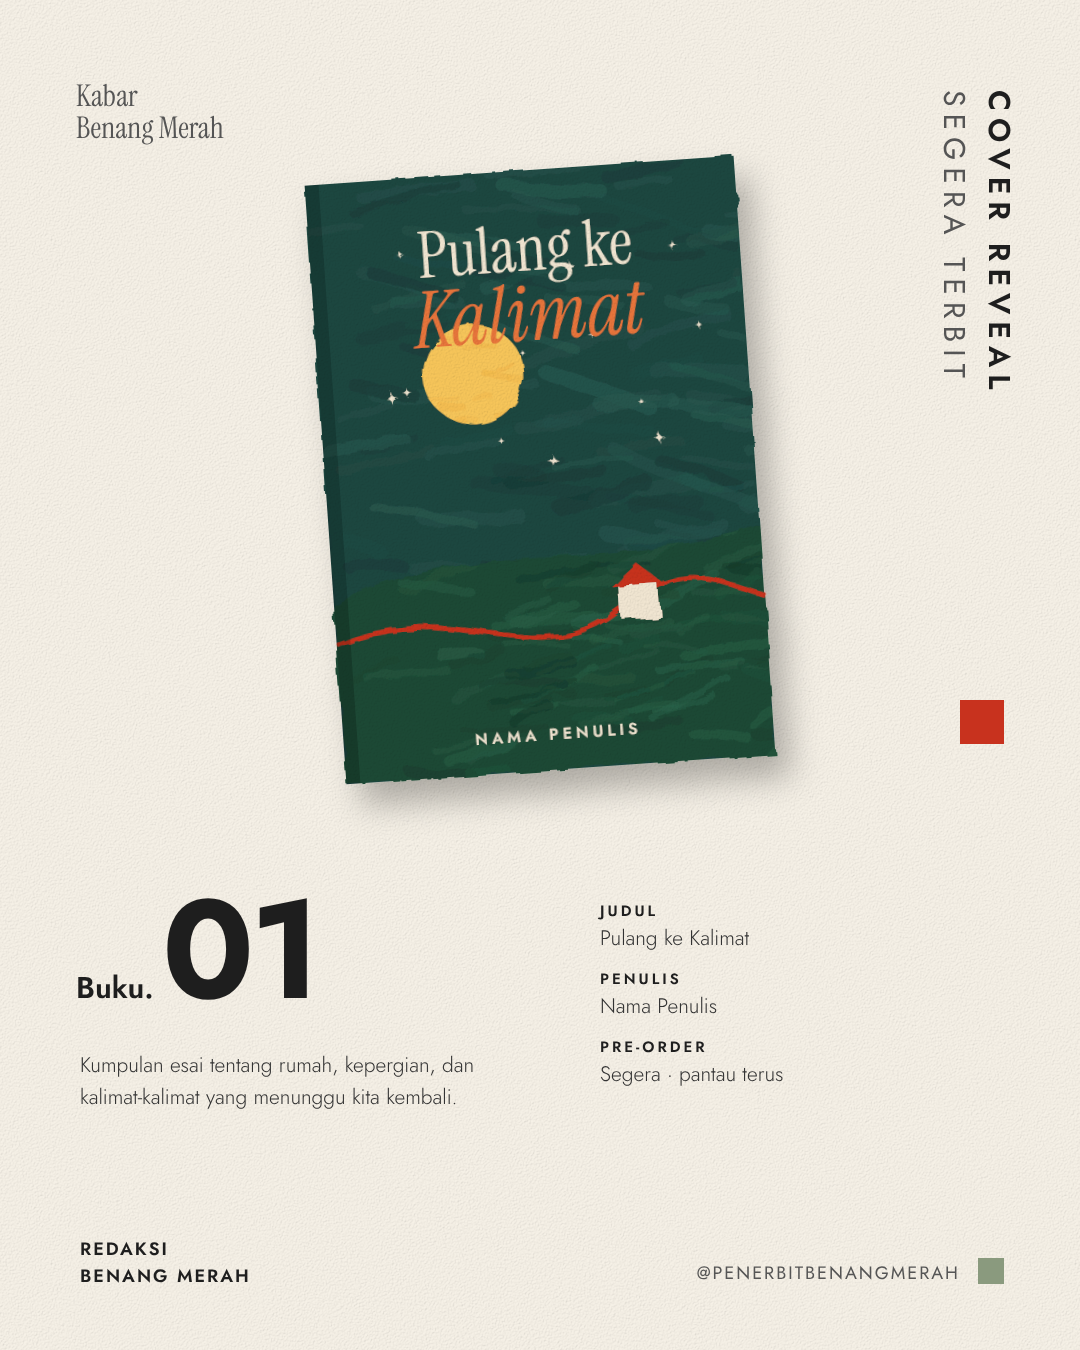 Kabar
Benang Merah
COVER REVEAL
SEGERA TERBIT
Pulang ke
Kalimat
NAMA PENULIS
Buku. 01
Kumpulan esai tentang rumah, kepergian, dan
kalimat-kalimat yang menunggu kita kembali.
JUDUL
Pulang ke Kalimat
PENULIS
Nama Penulis
PRE-ORDER
Segera · pantau terus
REDAKSI
BENANG MERAH
@PENERBITBENANGMERAH